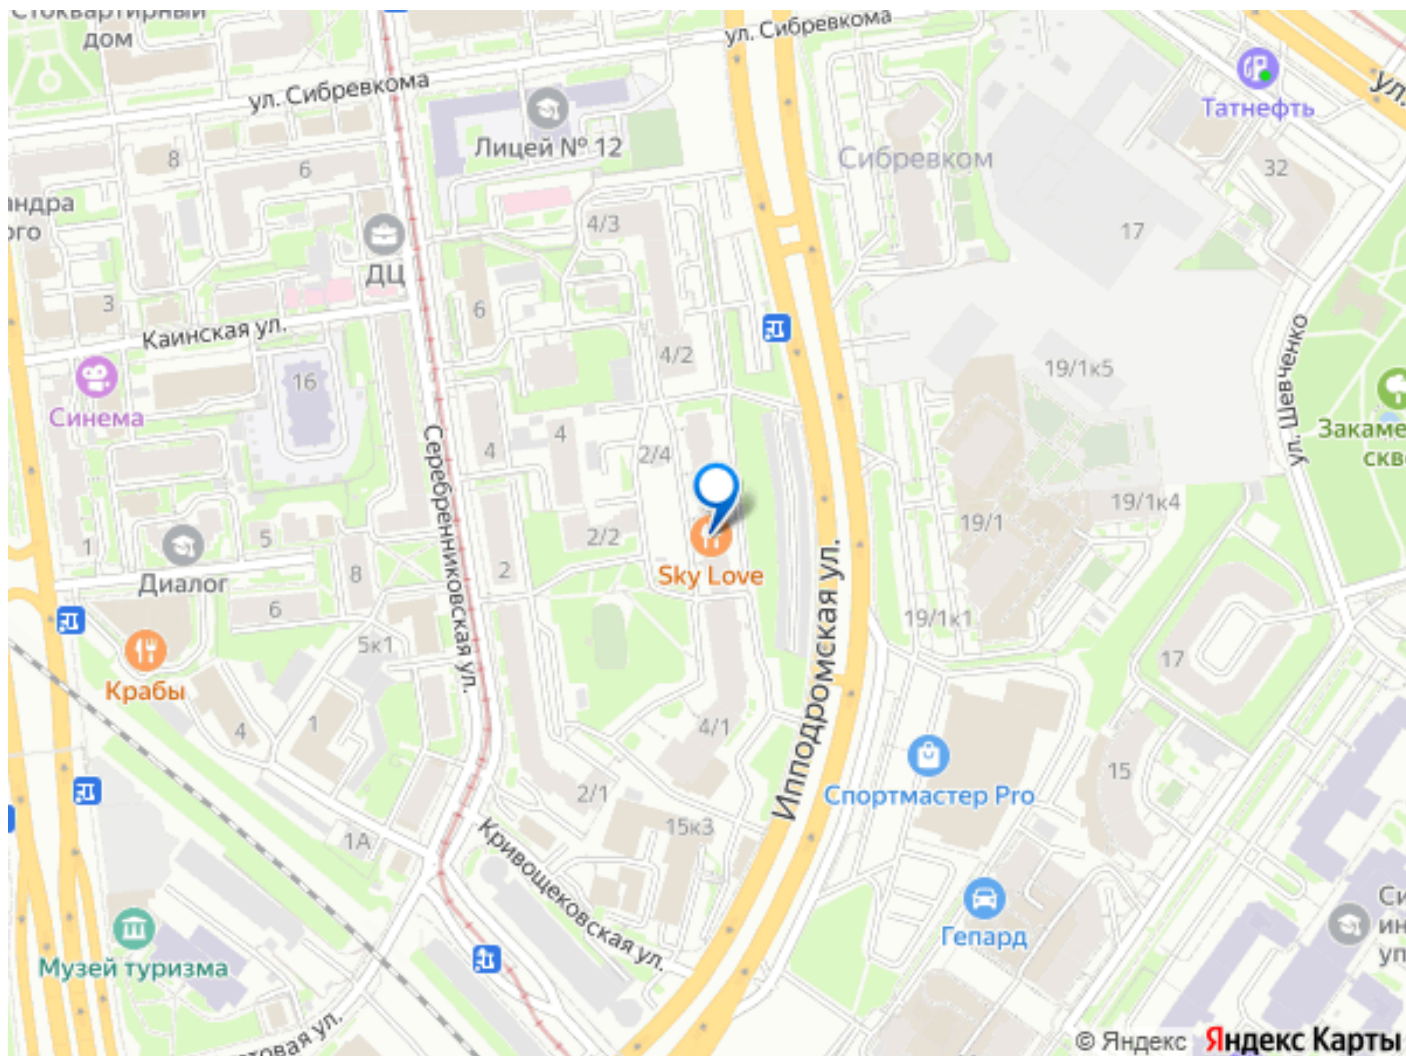 Стоквартирный
дом
ул. Сибревкома
ул. Сибревкома
Татнефть
ул.
Лицей № 12
Сибревком
8
6
32
4/3
17
ДЦ
3
6
Каинская ул.
4/2
19/1к5
ул. Шевченко
Синема
16
4
4
2/4
Серебренниковская ул.
19/1
19/1к4
1
5
2/2
Диалог
8
2
Sky Love
6
19/1к1
Ипподромская ул.
5к1
17
Крабы
4
1
4/1
15
Спортмастер Pro
2/1
15к3
1А
Кривощековская ул.
Гепард
Музей туризма
© Яндекс
Яндекс Карты